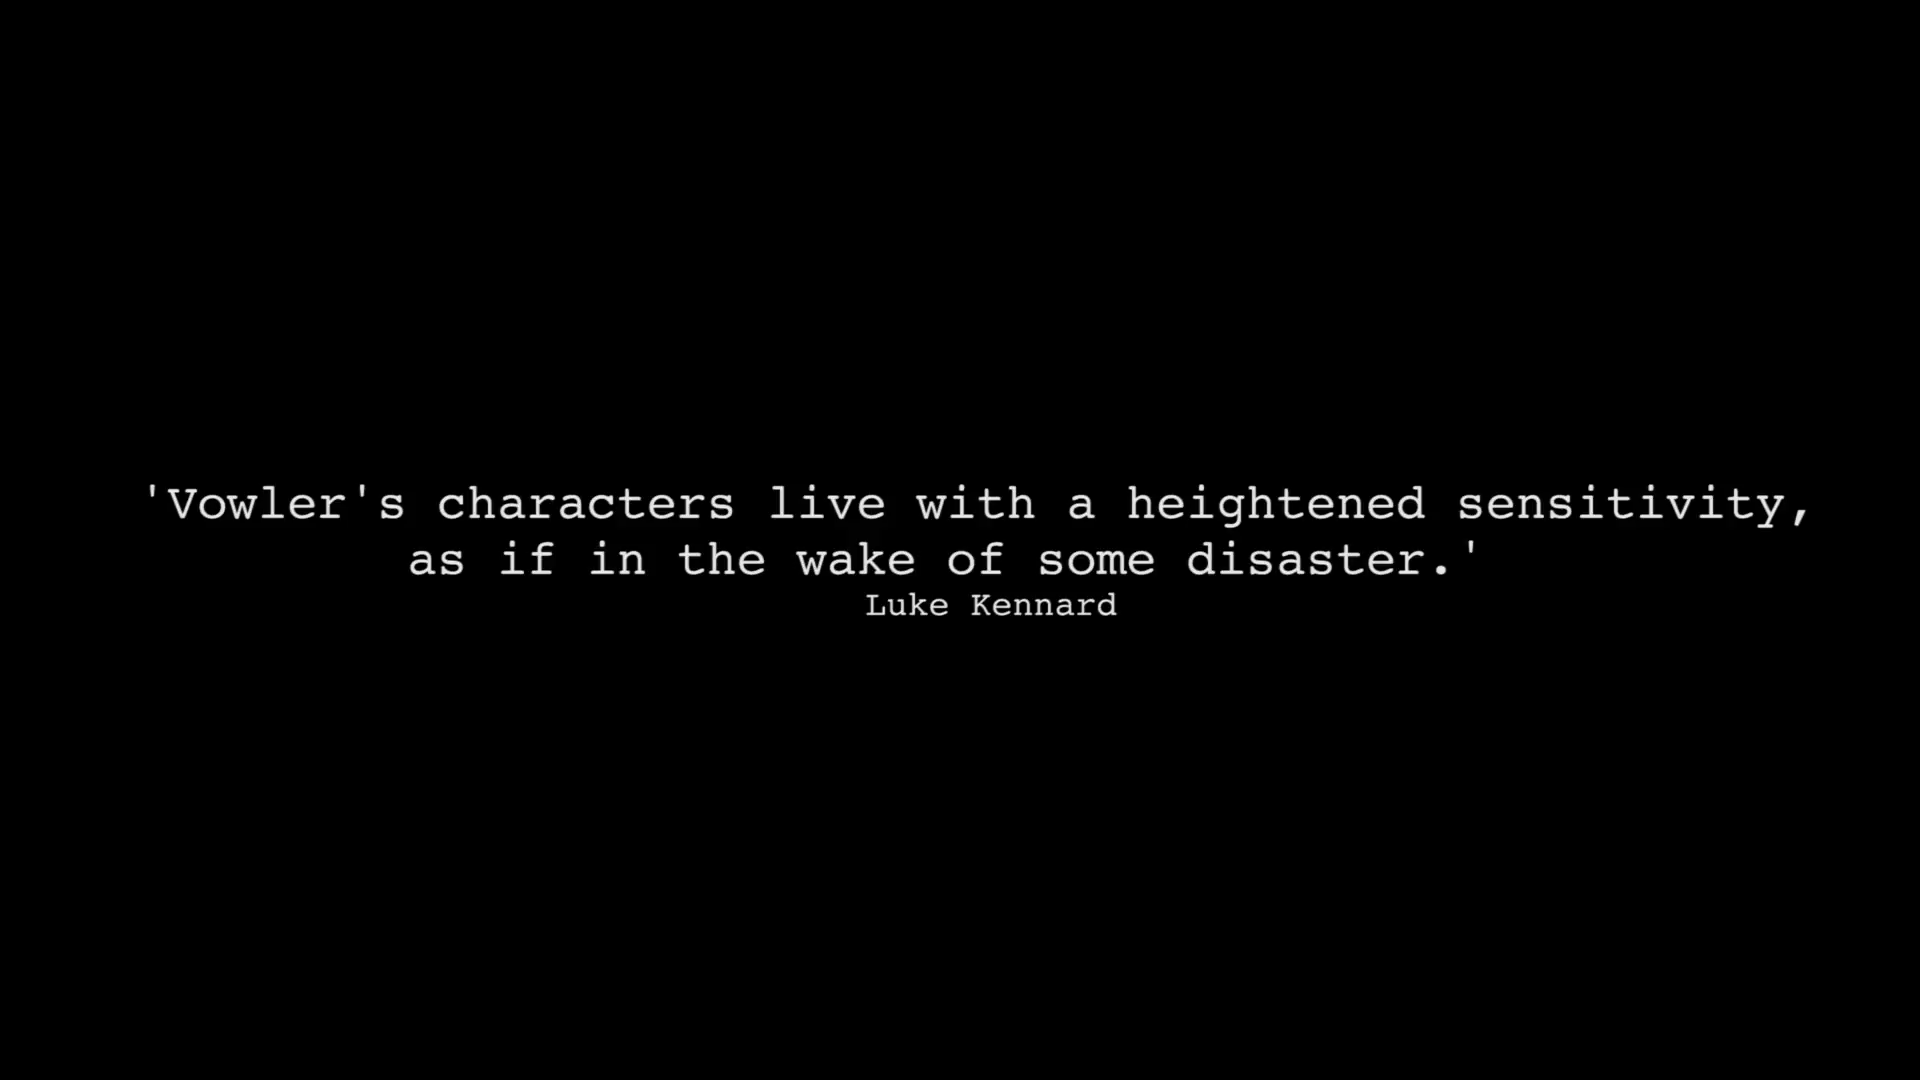 'Vowler's characters live with a heightened sensitivity,
as if in the wake of some disaster.'
Luke Kennard